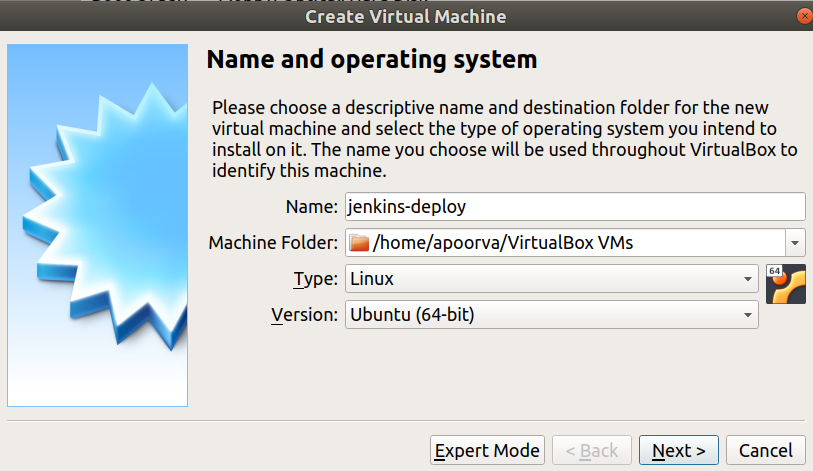 Create Virtual Machine
Name and operating system
Please choose a descriptive name and destination folder for the new
virtual machine and select the type of operating system you intend to
install on it. The name you choose will be used throughout VirtualBox to
identify this machine.
Name: jenkins-deploy
Machine Folder: /home/apoorva/VirtualBox VMs
Type: Linux
64
Version: Ubuntu (64-bit)
Expert Mode < Back Next > Cancel